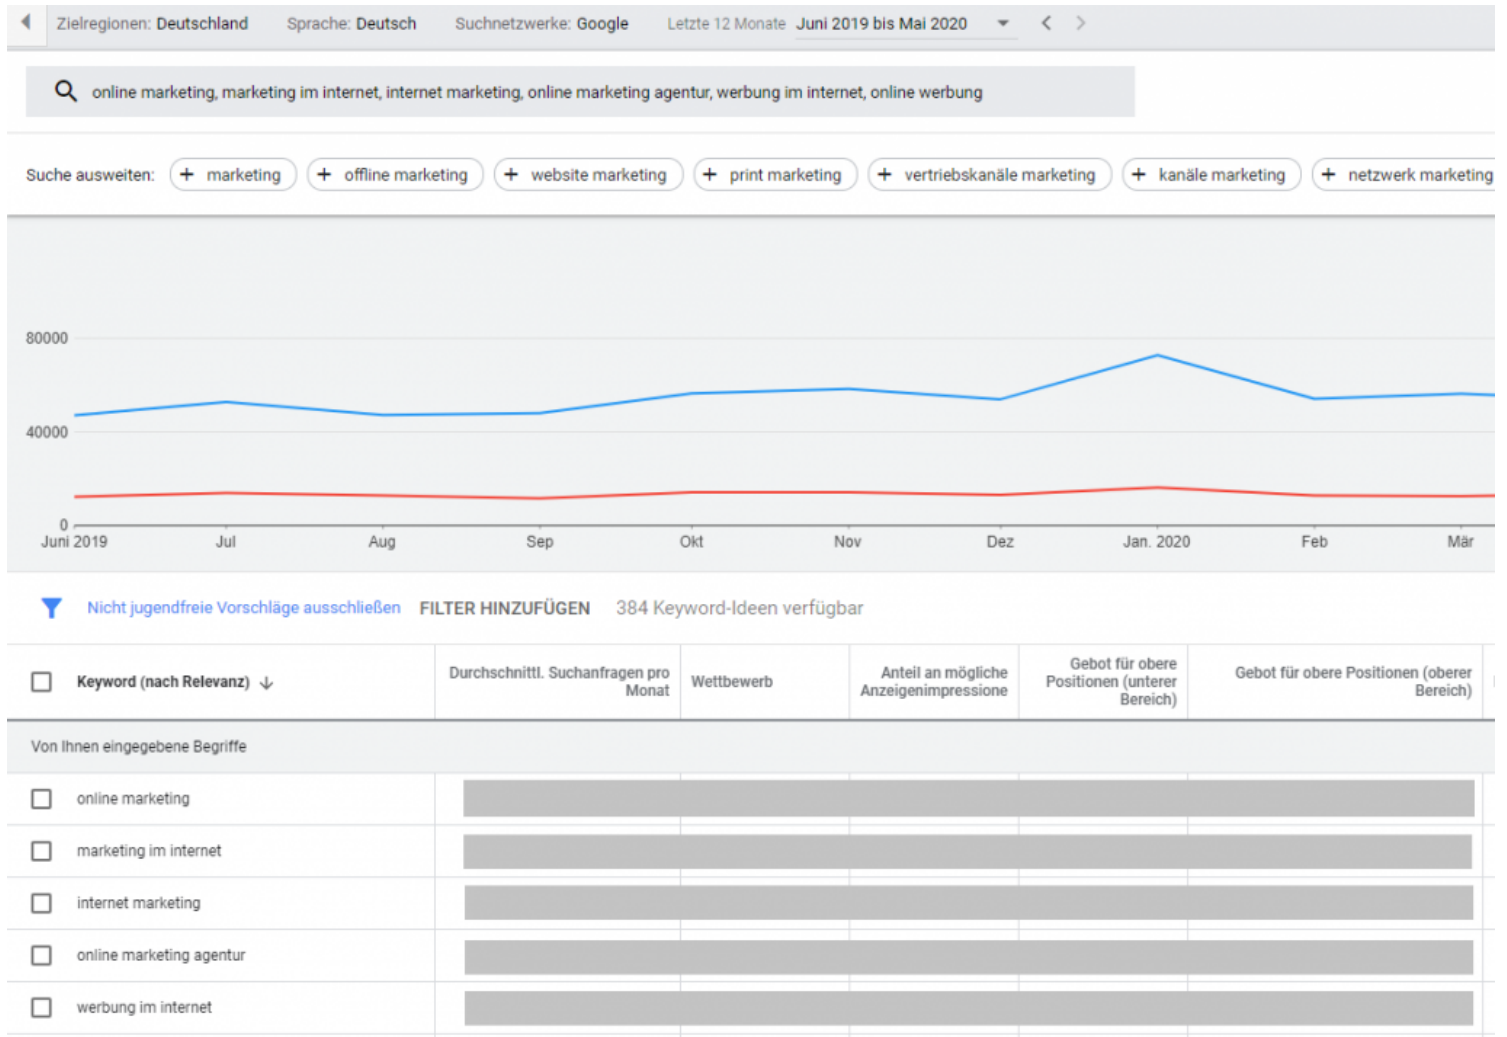 Zielregionen: Deutschland Sprache: Deutsch Suchnetzwerke: Google Letzte 12 Monate Juni 2019 bis Mai 2020
online marketing, marketing im internet, internet marketing, online marketing agentur, werbung im internet, online werbung
Suche ausweiten: + marketing + offline marketing + website marketing + print marketing + vertriebskanäle marketing + kanäle marketing + netzwerk marketing
80000
40000
0
Juni 2019 Jul Aug Sep Okt Nov Dez Jan. 2020 Feb Mär
Nicht jugendfreie Vorschläge ausschließen FILTER HINZUFÜGEN 384 Keyword-Ideen verfügbar
Keyword (nach Relevanz)
Durchschnittl. Suchanfragen pro
Monat
Wettbewerb
Anteil an mögliche
Anzeigenimpressione
Gebot für obere
Positionen (unterer
Bereich)
Gebot für obere Positionen (oberer
Bereich)
Von Ihnen eingegebene Begriffe
online marketing
marketing im internet
internet marketing
online marketing agentur
werbung im internet